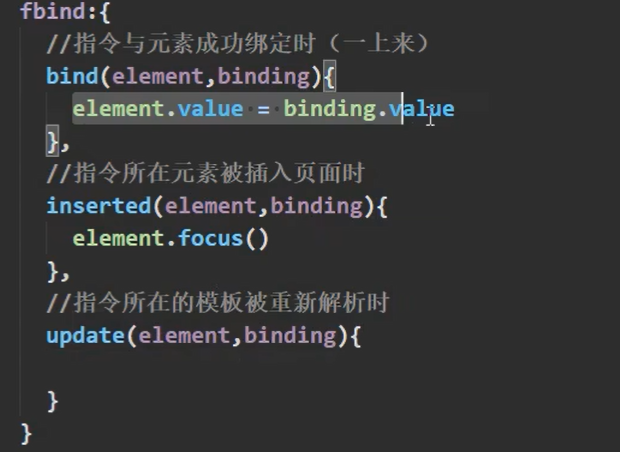 fbind:{
//指令与元素成功绑定时（一上来）
bind(element,binding){
element.value = binding.value
},
//指令所在元素被插入页面时
inserted(element,binding){
element.focus()
},
//指令所在的模板被重新解析时
update(element,binding){
}
}